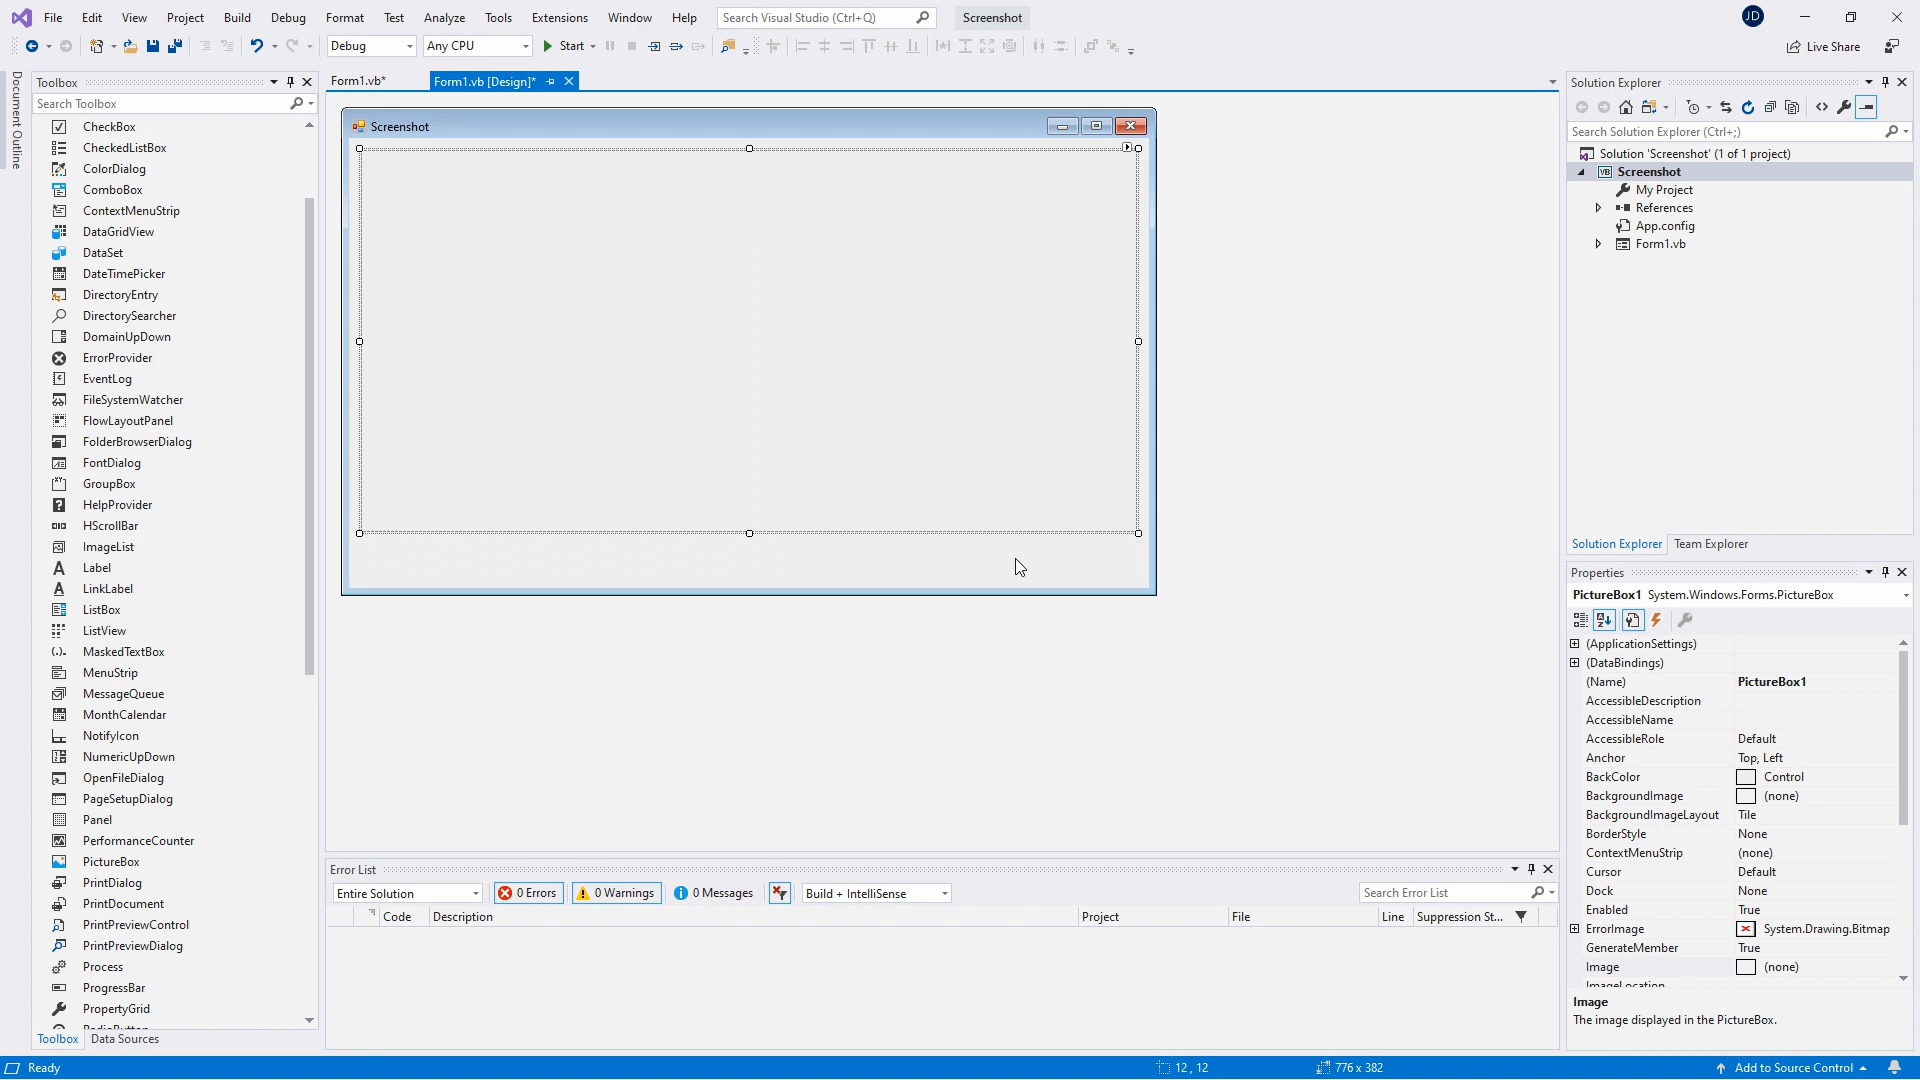 File Edit View Project Build Debug Format Test Analyze Tools Extensions Window Help Search Visual Studio (Ctrl+Q) Screenshot JD
Debug Any CPU Start Live Share
Document Outline
Toolbox
Search Toolbox
CheckBox
CheckedListBox
ColorDialog
ComboBox
ContextMenuStrip
DataGridView
DataSet
DateTimePicker
DirectoryEntry
DirectorySearcher
DomainUpDown
ErrorProvider
EventLog
FileSystemWatcher
FlowLayoutPanel
FolderBrowserDialog
FontDialog
GroupBox
HelpProvider
HScrollBar
ImageList
Label
LinkLabel
ListBox
ListView
MaskedTextBox
MenuStrip
MessageQueue
MonthCalendar
NotifyIcon
NumericUpDown
OpenFileDialog
PageSetupDialog
Panel
PerformanceCounter
PictureBox
PrintDialog
PrintDocument
PrintPreviewControl
PrintPreviewDialog
Process
ProgressBar
PropertyGrid
Toolbox Data Sources
Form1.vb* Form1.vb [Design]*
Screenshot
Error List
Entire Solution 0 Errors 0 Warnings 0 Messages Build + IntelliSense Search Error List
Code Description Project File Line Suppression St...
Solution Explorer
Search Solution Explorer (Ctrl+;)
Solution 'Screenshot' (1 of 1 project)
VB Screenshot
My Project
References
App.config
Form1.vb
Solution Explorer Team Explorer
Properties
PictureBox1 System.Windows.Forms.PictureBox
(ApplicationSettings)
(DataBindings)
(Name) PictureBox1
AccessibleDescription
AccessibleName
AccessibleRole Default
Anchor Top, Left
BackColor Control
BackgroundImage (none)
BackgroundImageLayout Tile
BorderStyle None
ContextMenuStrip (none)
Cursor Default
Dock None
Enabled True
ErrorImage System.Drawing.Bitmap
GenerateMember True
Image (none)
Image
The image displayed in the PictureBox.
Ready 12 , 12 776 x 382 Add to Source Control